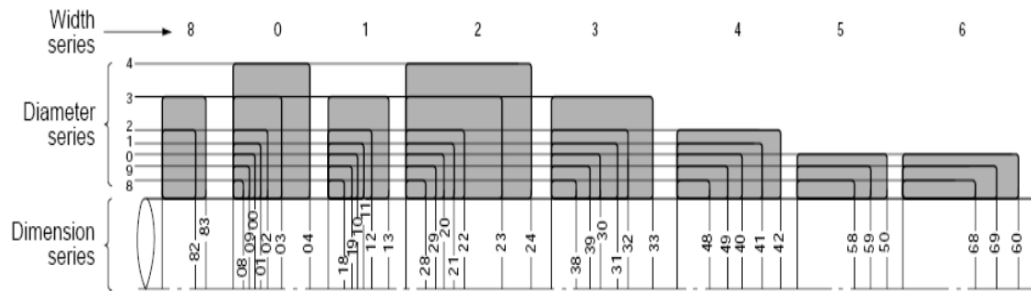 Width series 8 0 1 2 3 4 5 6
Diameter series
4
3
2
1
0
9
8
Dimension series
82 83 08 09 00 01 02 03 04 18 19 10 11 12 13 28 29 20 21 22 23 24 38 39 30 31 32 33 48 49 40 41 42 58 59 50 68 69 60